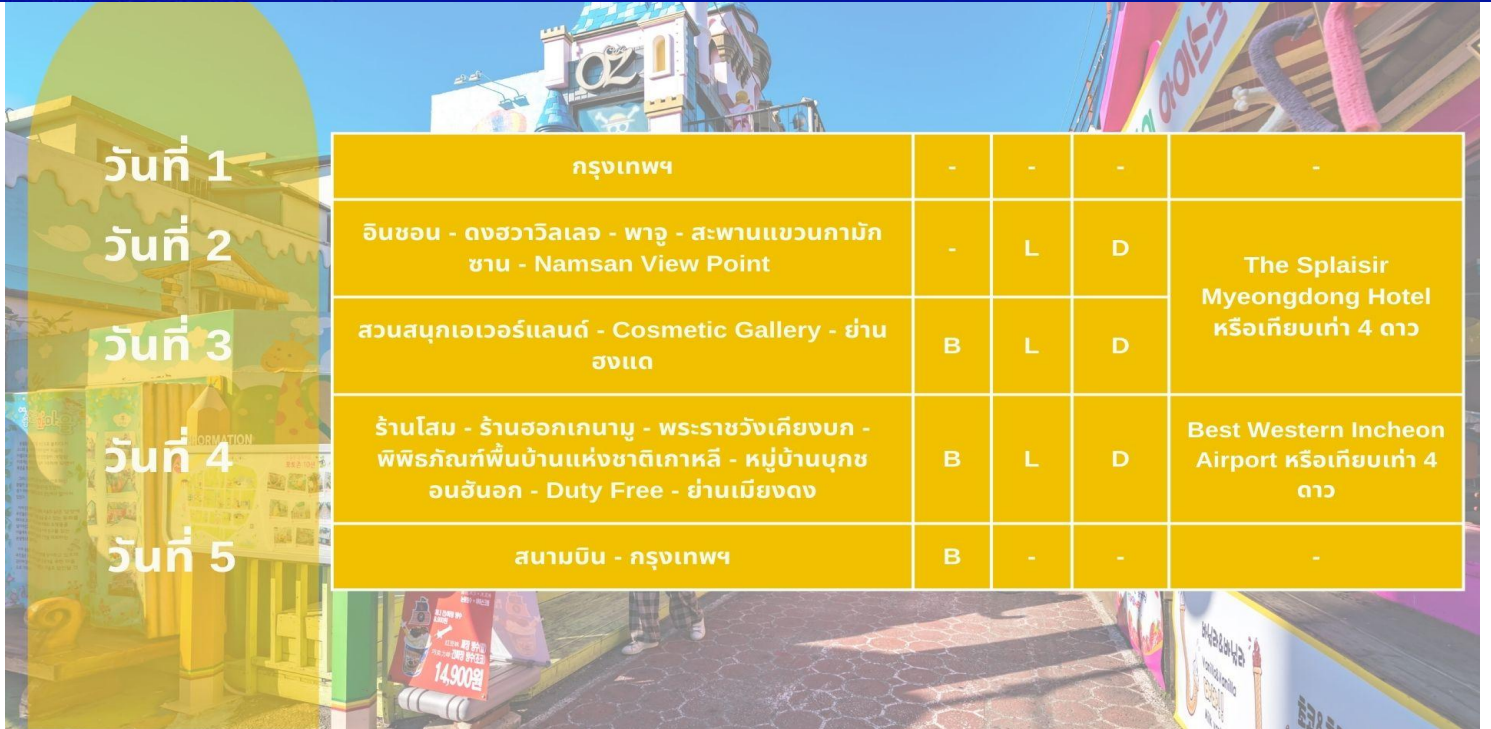 OZ
วันที่ 1
กรุงเทพฯ
-
-
-
-
วันที่ 2
อินชอน - ดงฮวาวิลเลจ - พาจู - สะพานแขวนกามัก
ซาน - Namsan View Point
-
L
D
The Splaisir
Myeongdong Hotel
หรือเทียบเท่า 4 ดาว
วันที่ 3
สวนสนุกเอเวอร์แลนด์ - Cosmetic Gallery - ย่าน
ฮงแด
B
L
D
วันที่ 4
ร้านโสม - ร้านฮอกเกนามู - พระราชวังเคียงบก -
พิพิธภัณฑ์พื้นบ้านแห่งชาติเกาหลี - หมู่บ้านบุกช
อนฮันอก - Duty Free - ย่านเมียงดง
B
L
D
Best Western Incheon
Airport หรือเทียบเท่า 4
ดาว
วันที่ 5
สนามบิน - กรุงเทพฯ
B
-
-
-
14,900원